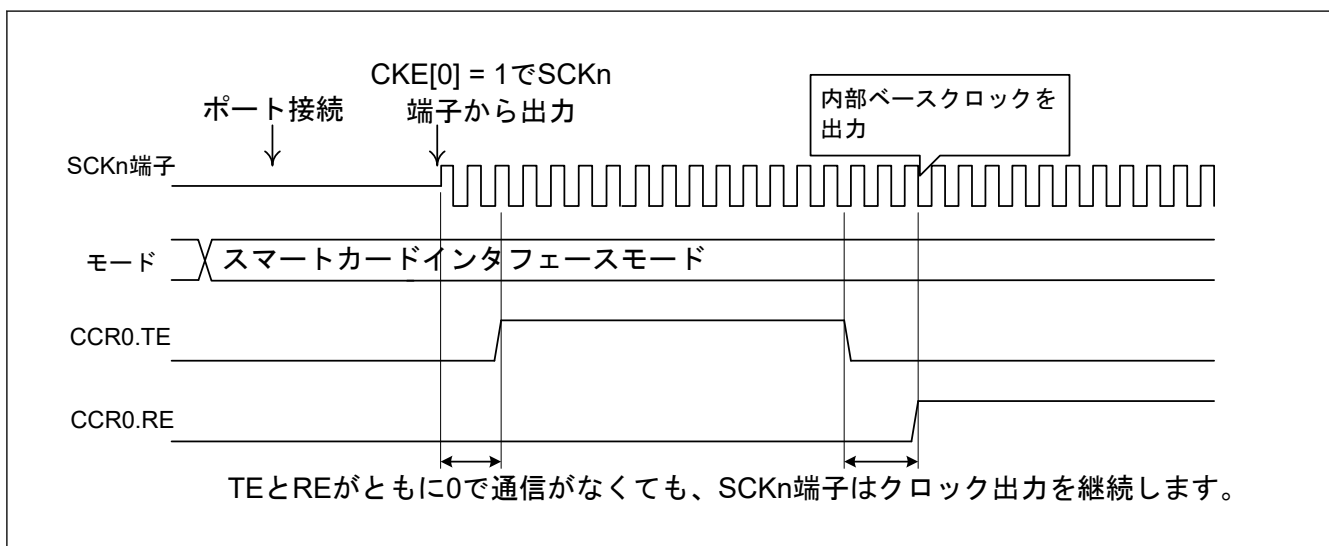 CKE[0] = 1でSCKn
端子から出力
ポート接続
内部ベースクロックを
出力
SCKn端子
モード
スマートカードインタフェースモード
CCR0.TE
CCR0.RE
TEとREがともに0で通信がなくても、SCKn端子はクロック出力を継続します。